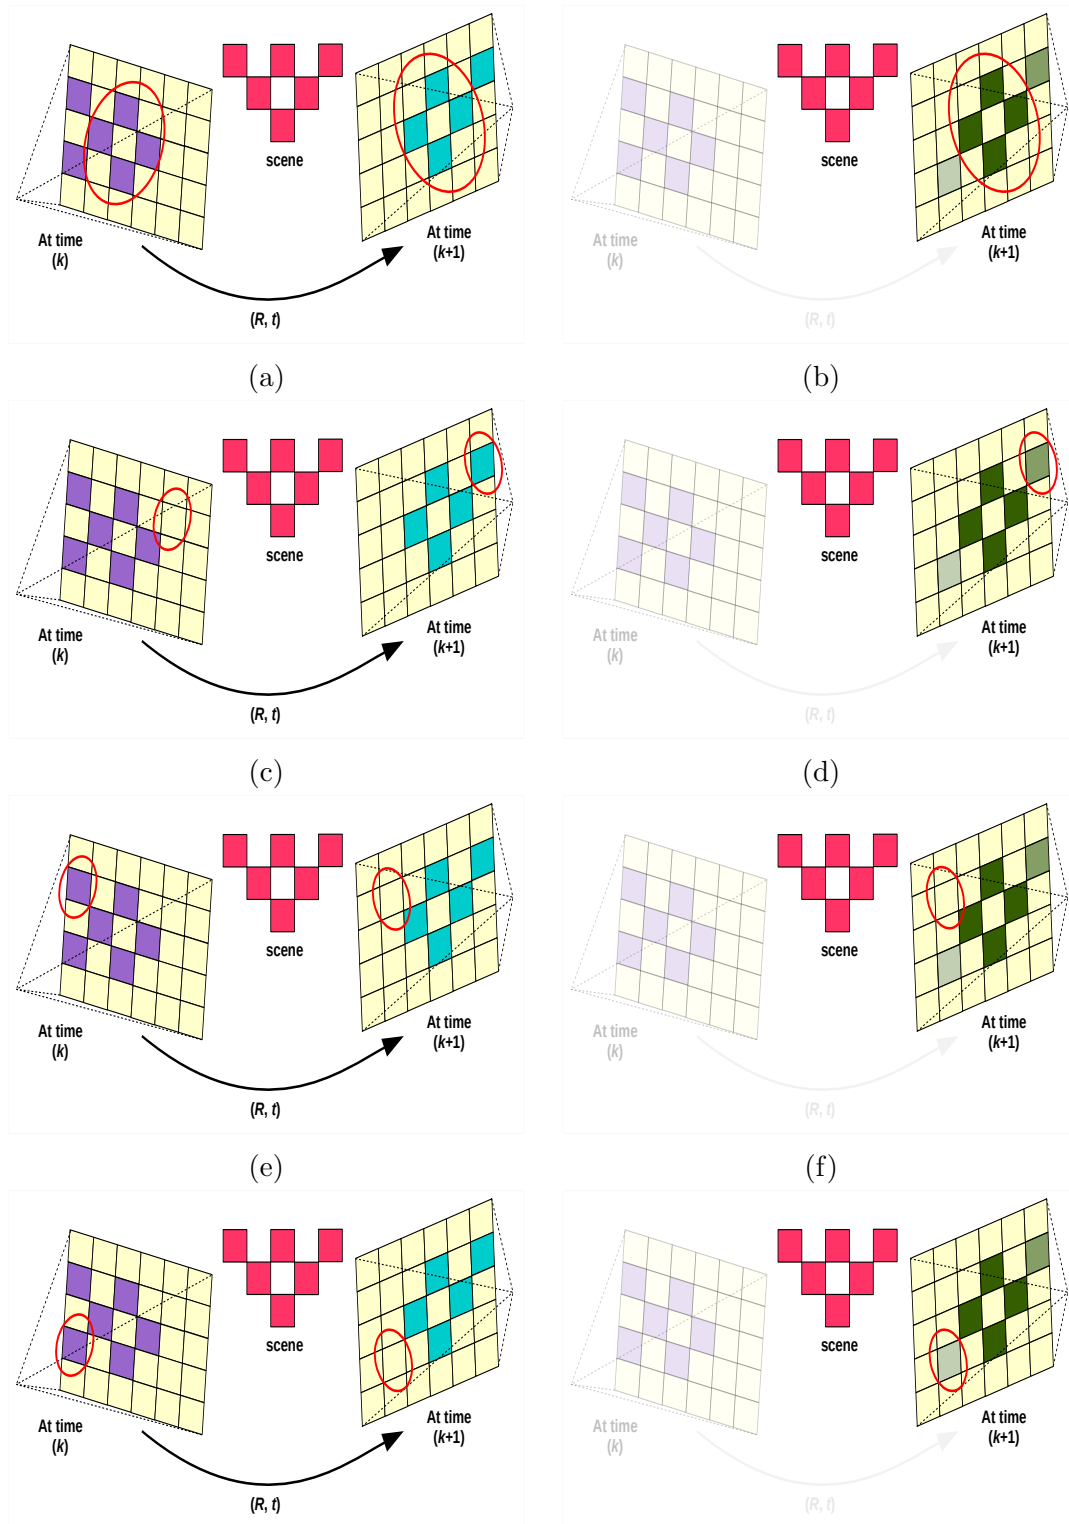 scene
At time
(k)
At time
(k+1)
(R, t)
scene
At time
(k)
At time
(k+1)
(R, t)
(a)
(b)
scene
At time
(k)
At time
(k+1)
(R, t)
scene
At time
(k)
At time
(k+1)
(R, t)
(c)
(d)
scene
At time
(k)
At time
(k+1)
(R, t)
scene
At time
(k)
At time
(k+1)
(R, t)
(e)
(f)
scene
At time
(k)
At time
(k+1)
(R, t)
scene
At time
(k)
At time
(k+1)
(R, t)